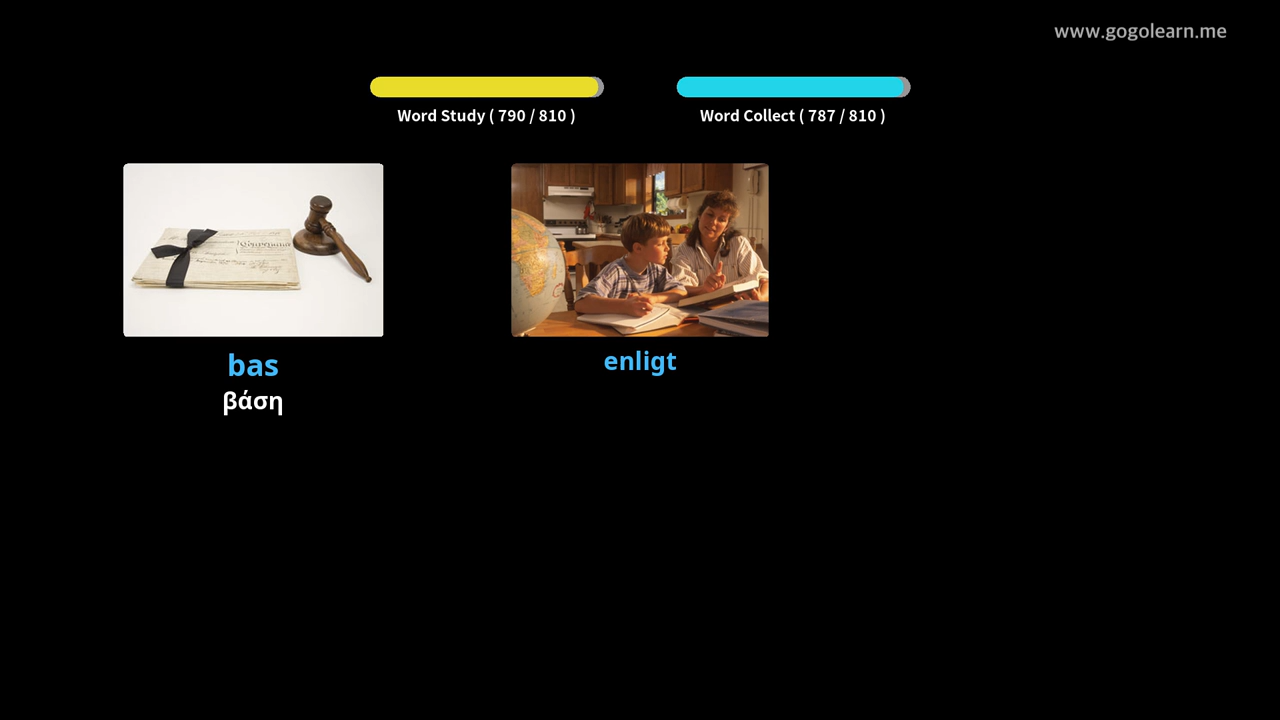 www.gogolearn.me
Word Study ( 790 / 810 )
Word Collect ( 787 / 810 )
bas
βάση
enligt